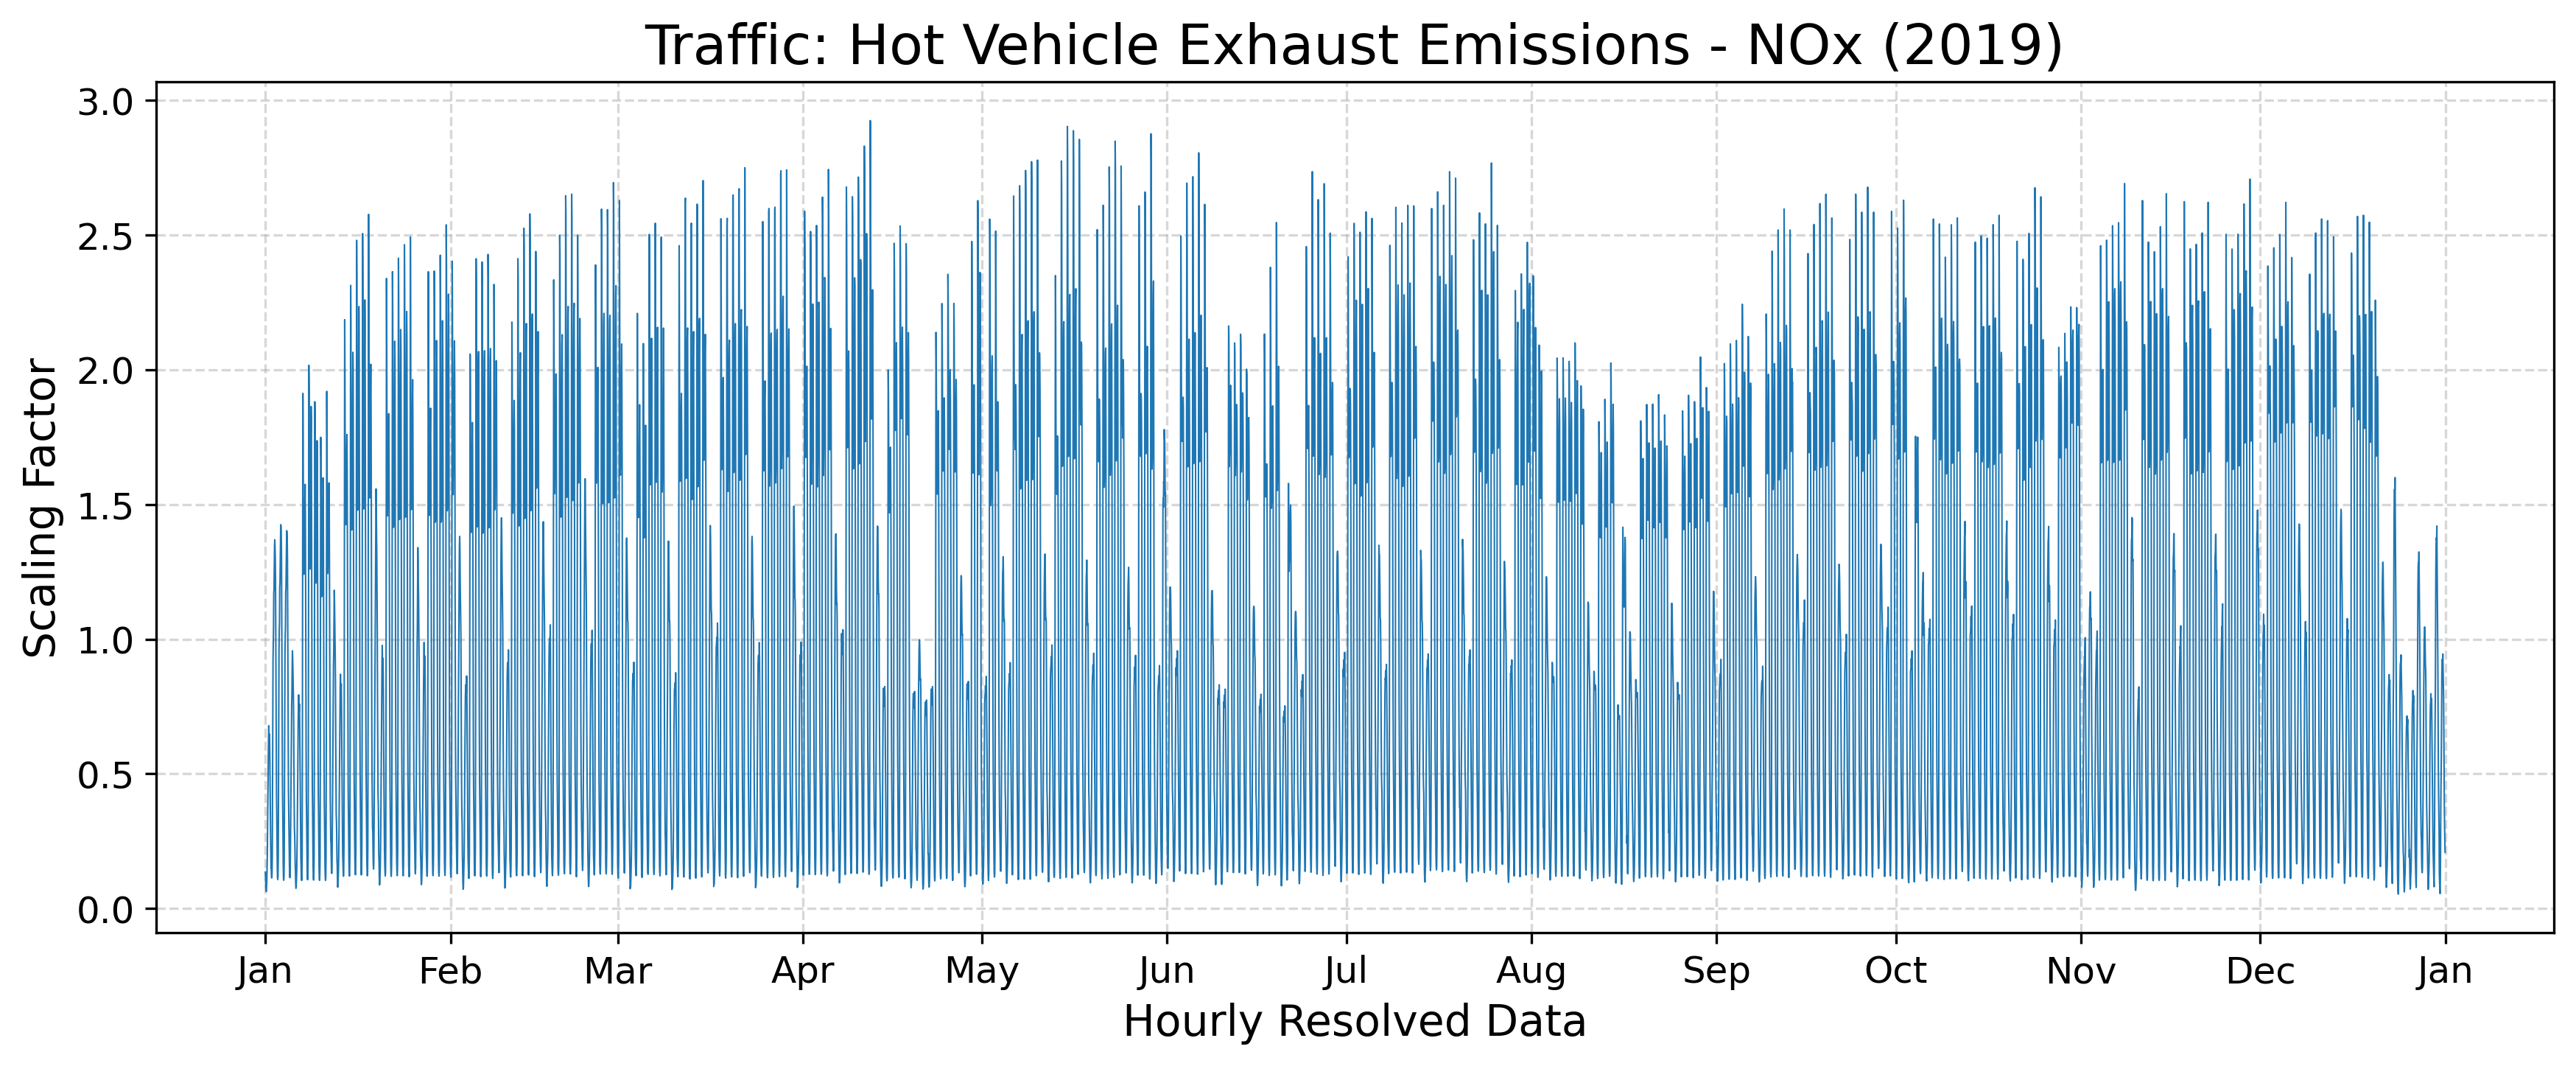 Traffic: Hot Vehicle Exhaust Emissions - NOx (2019)
Scaling Factor
3.0
2.5
2.0
1.5
1.0
0.5
0.0
Jan Feb Mar Apr May Jun Jul Aug Sep Oct Nov Dec Jan
Hourly Resolved Data